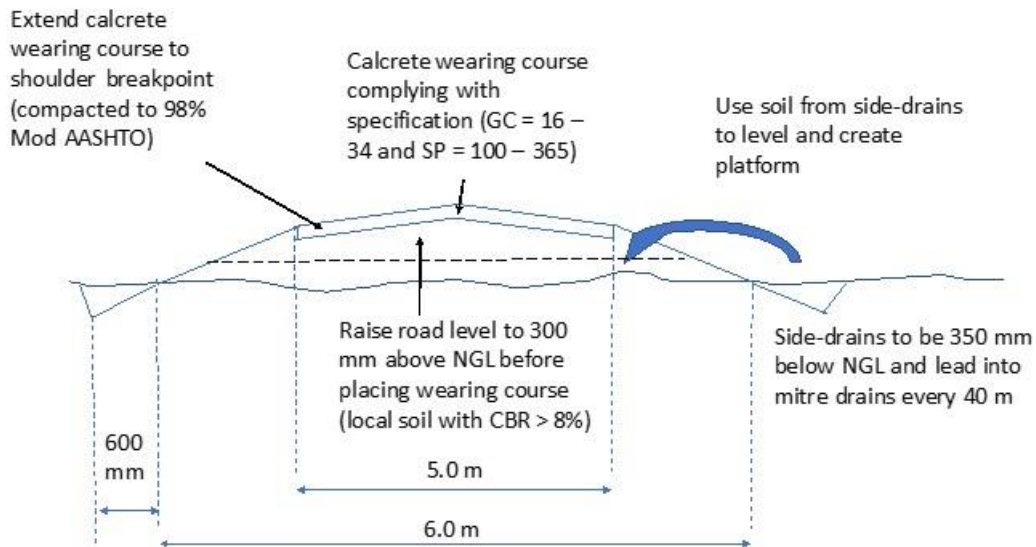 Extend calcrete
wearing course to
shoulder breakpoint
(compacted to 98%
Mod AASHTO)
Calcrete wearing course
complying with
specification (GC = 16 –
34 and SP = 100 – 365)
Use soil from side-drains
to level and create
platform
Raise road level to 300
mm above NGL before
placing wearing course
(local soil with CBR > 8%)
Side-drains to be 350 mm
below NGL and lead into
mitre drains every 40 m
600
mm
5.0 m
6.0 m